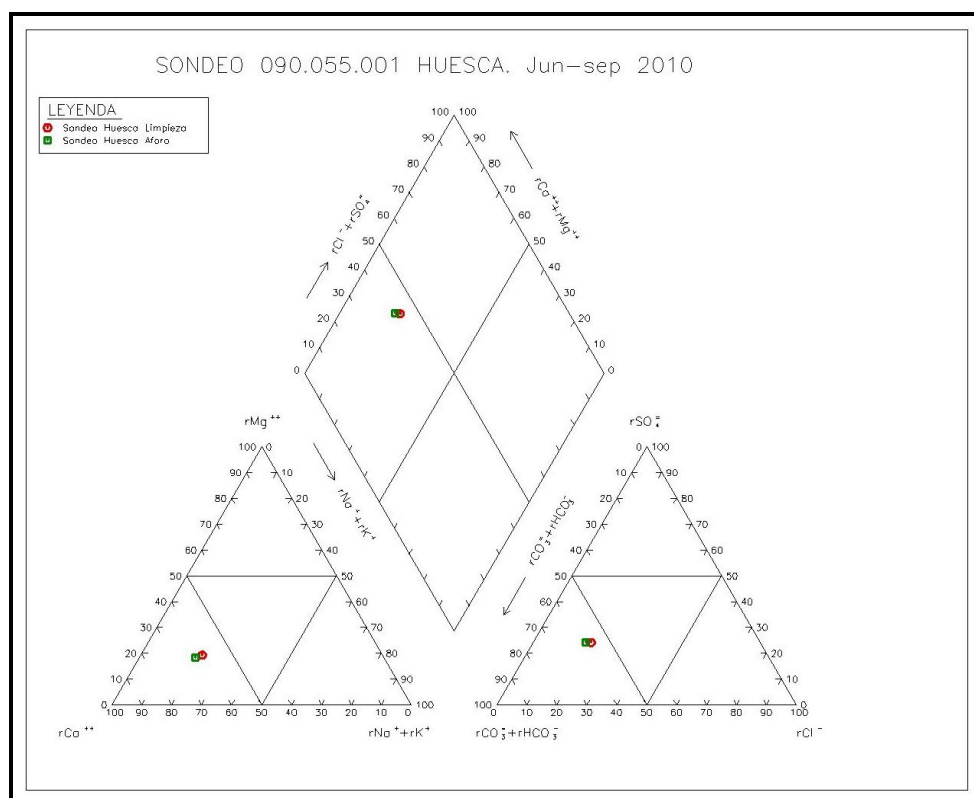 SONDEO 090.055.001 HUESCA. Jun-sep 2010
LEYENDA
Sondeo Huesca Limpieza
Sondeo Huesca Aforo
100 100
90 90
80 80
70 70
60 60
50 50
40 40
30 30
20 20
10 10
0 0
rCl⁻+rSO₄⁼
rCa⁺⁺+rMg⁺⁺
rNa⁺+rK⁺
rCO₃⁼+rHCO₃⁻
rMg⁺⁺
100 0
90 10
80 20
70 30
60 40
50 50
40 60
30 70
20 80
10 90
0 100
100 90 80 70 60 50 40 30 20 10 0
rCa⁺⁺ rNa⁺+rK⁺
rSO₄⁼
0 100
10 90
20 80
30 70
40 60
50 50
60 40
70 30
80 20
90 10
100 0
0 10 20 30 40 50 60 70 80 90 100
rCO₃⁼+rHCO₃⁻ rCl⁻